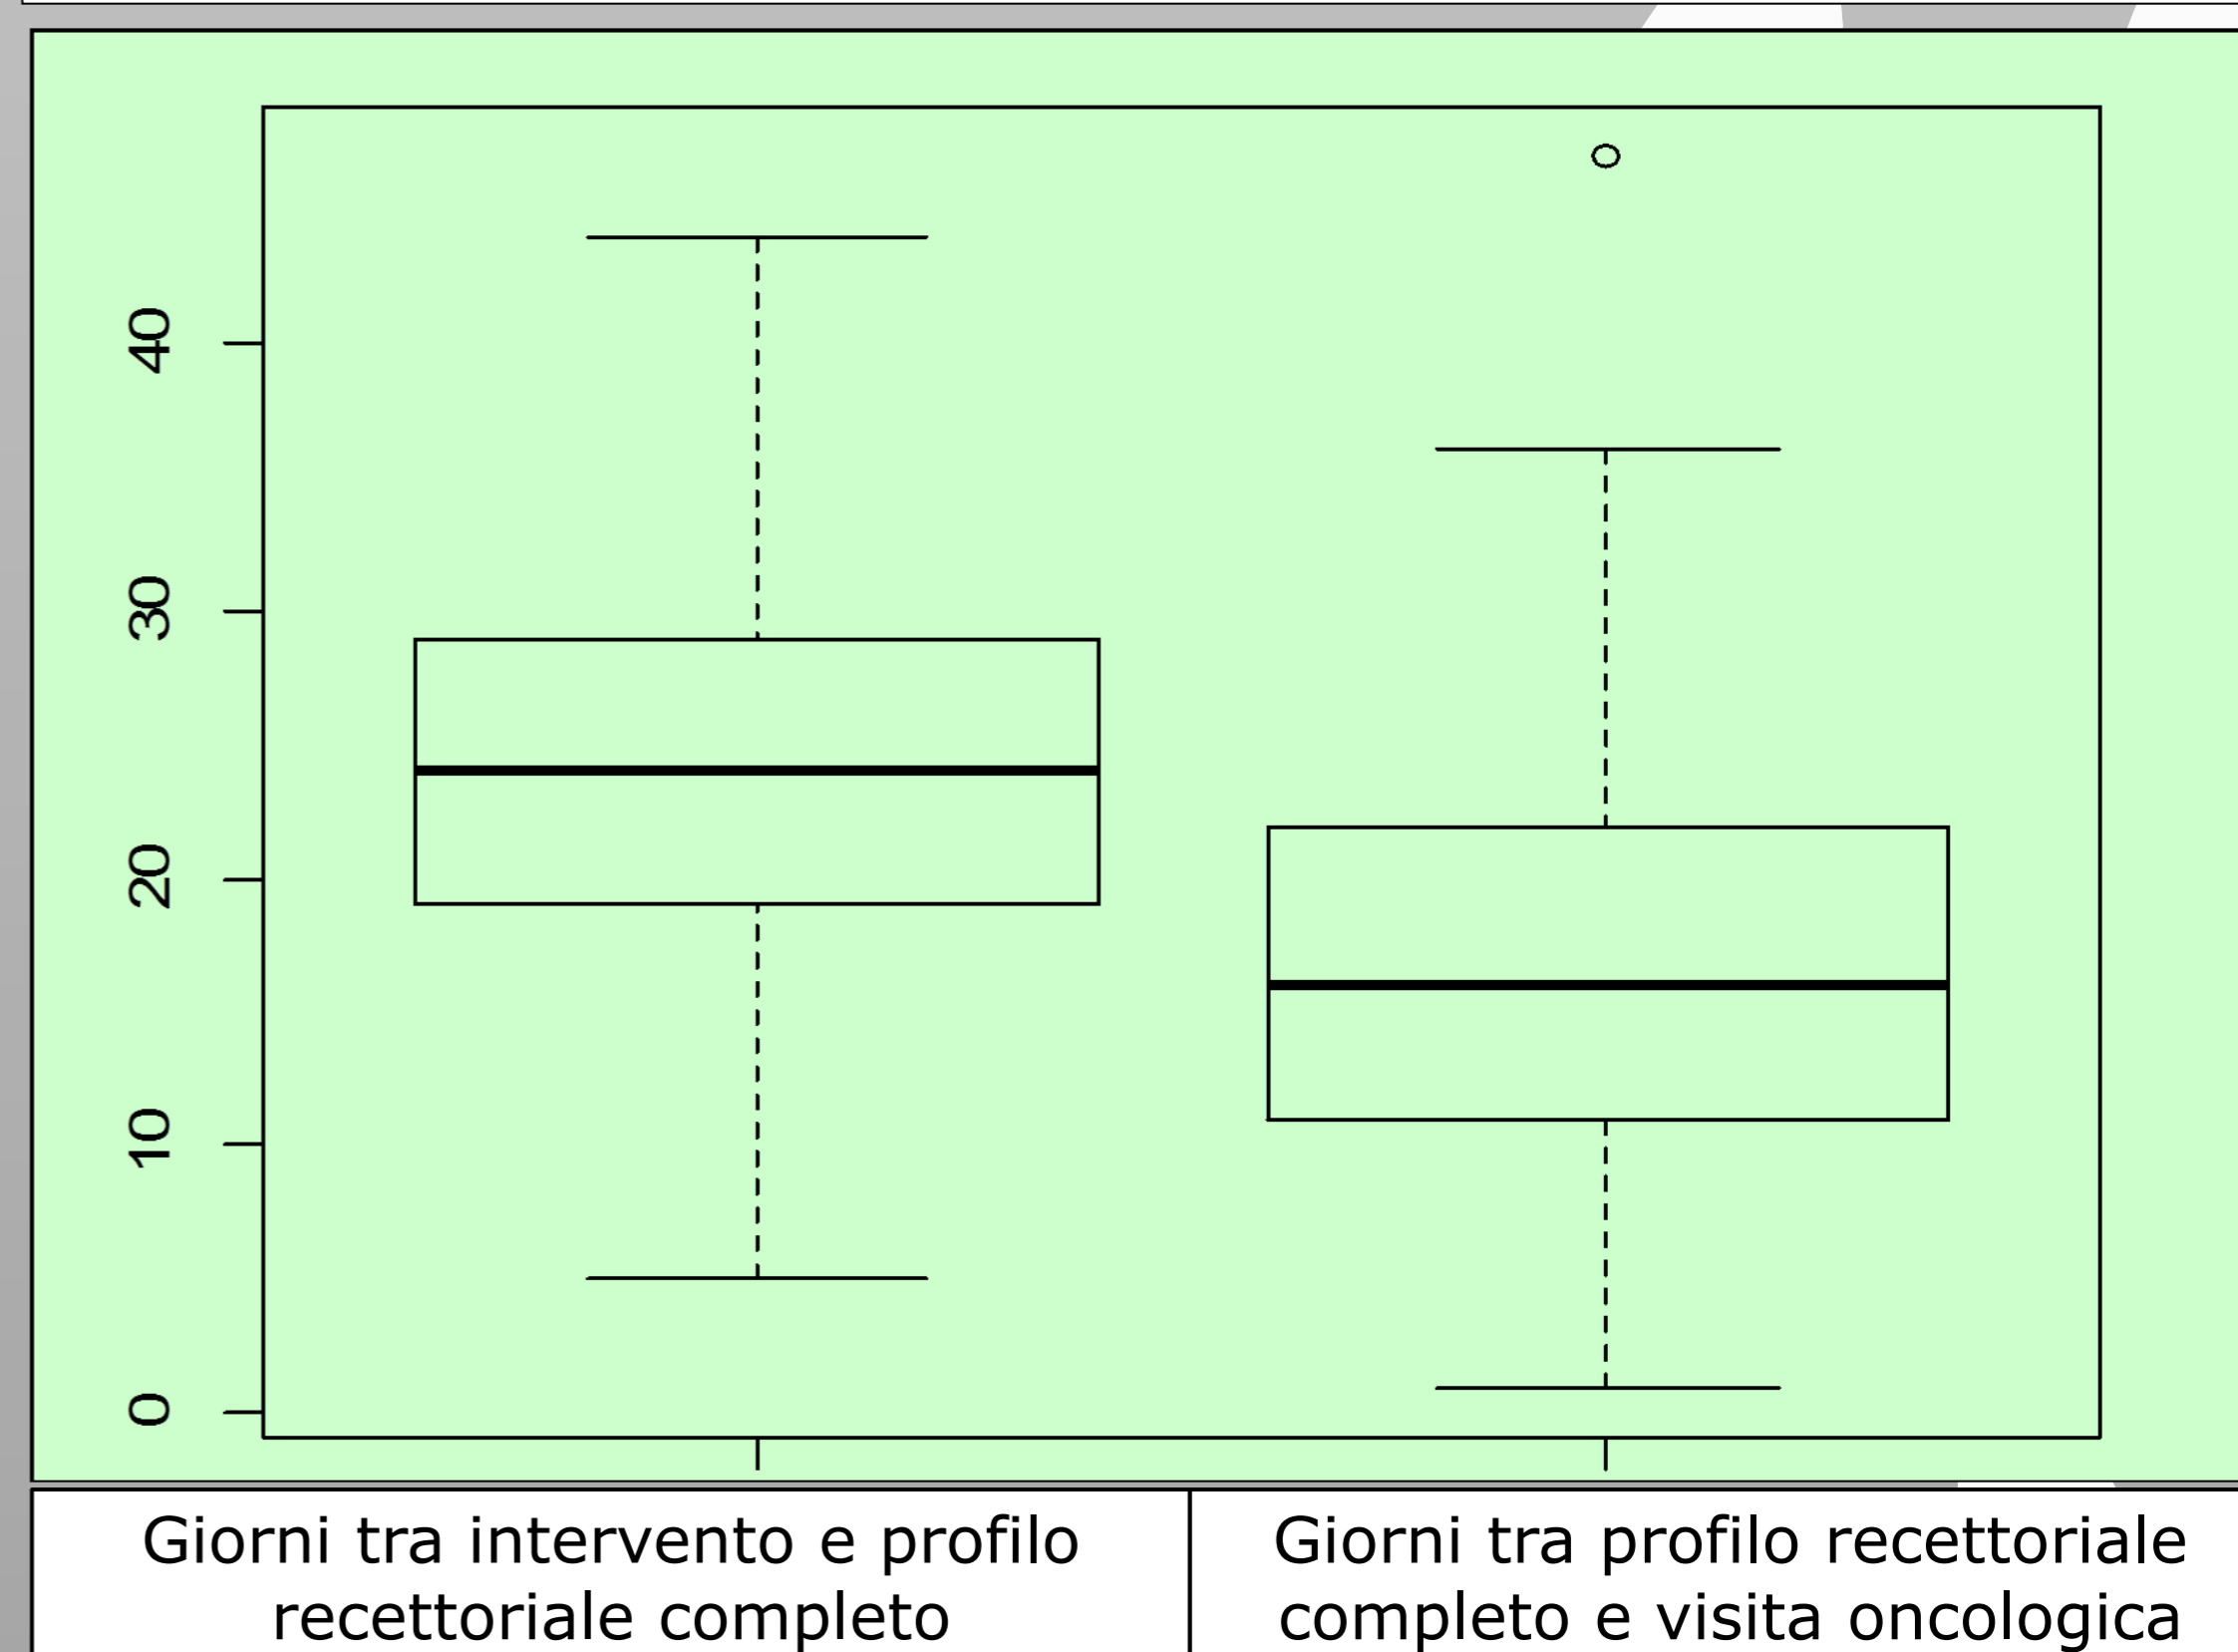 40
30
20
10
0
Giorni tra intervento e profilo
recettoriale completo
Giorni tra profilo recettoriale
completo e visita oncologica